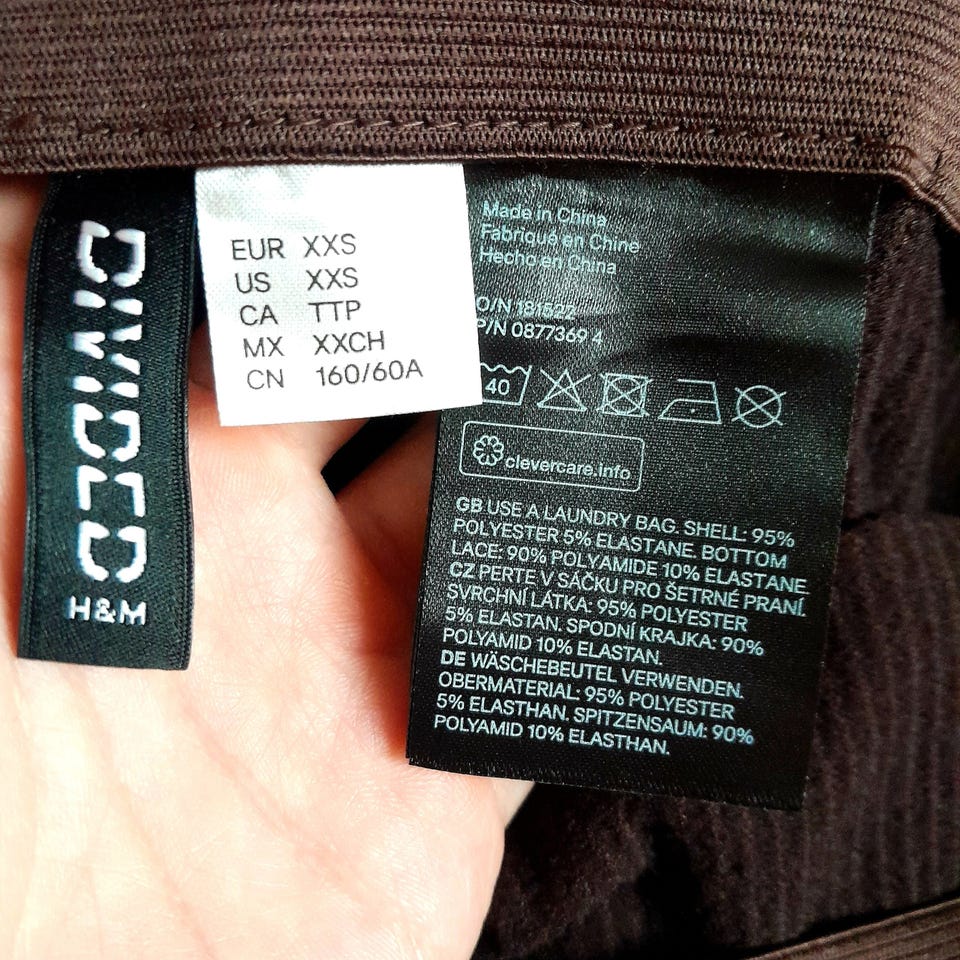 DIVIDED
H&M
EUR XXS
US XXS
CA TTP
MX XXCH
CN 160/60A
Made in China
Fabriqué en Chine
Hecho en China
O/N 181522
P/N 0877369 4
40
clevercare.info
GB USE A LAUNDRY BAG. SHELL: 95%
POLYESTER 5% ELASTANE. BOTTOM
LACE: 90% POLYAMIDE 10% ELASTANE.
CZ PERTE V SÁČKU PRO ŠETRNÉ PRANÍ.
SVRCHNÍ LÁTKA: 95% POLYESTER
5% ELASTAN. SPODNÍ KRAJKA: 90%
POLYAMID 10% ELASTAN.
DE WÄSCHEBEUTEL VERWENDEN.
OBERMATERIAL: 95% POLYESTER
5% ELASTHAN. SPITZENSAUM: 90%
POLYAMID 10% ELASTHAN.